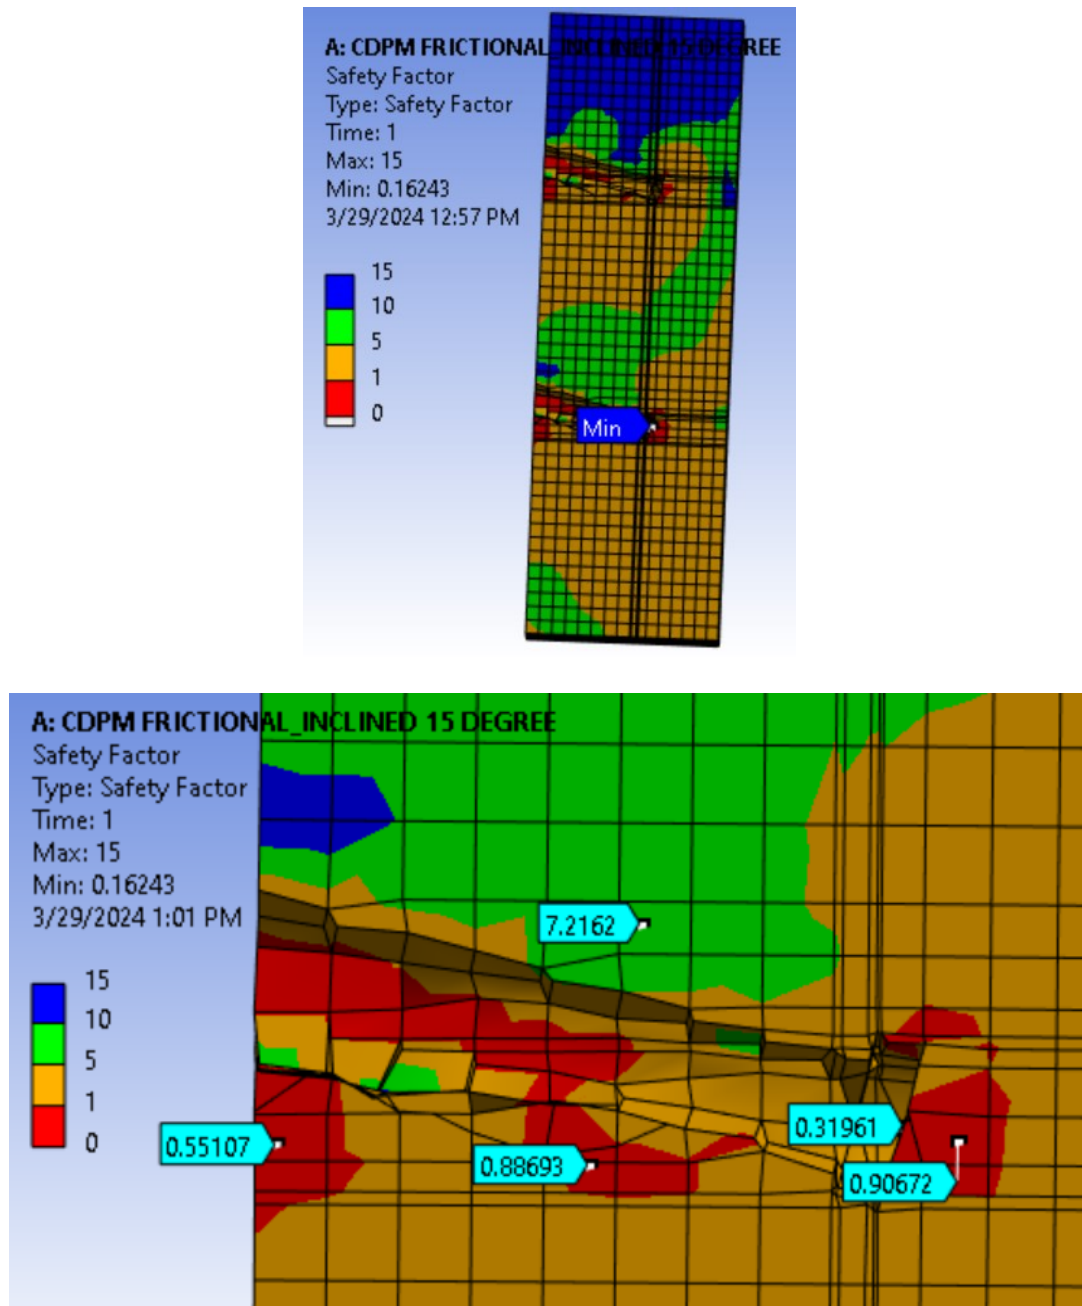 A: CDPM FRICTIONAL_INCLINED 15 DEGREE
Safety Factor
Type: Safety Factor
Time: 1
Max: 15
Min: 0.16243
3/29/2024 12:57 PM
15
10
5
1
0
Min
A: CDPM FRICTIONAL_INCLINED 15 DEGREE
Safety Factor
Type: Safety Factor
Time: 1
Max: 15
Min: 0.16243
3/29/2024 1:01 PM
15
10
5
1
0
7.2162
0.55107
0.88693
0.31961
0.90672